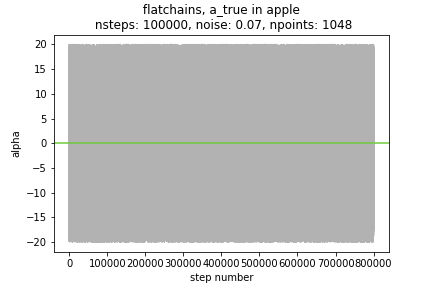 flatchains, a_true in apple
nsteps: 100000, noise: 0.07, npoints: 1048
20
15
10
5
0
−5
−10
−15
−20
alpha
0 100000 200000 300000 400000 500000 600000 700000 800000
step number